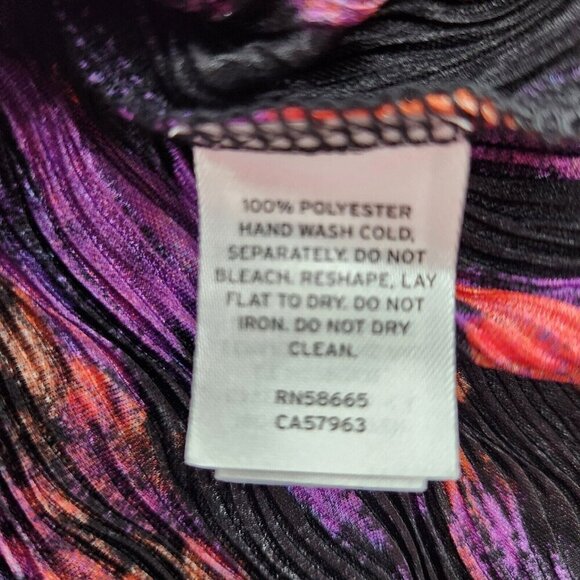 100% POLYESTER
HAND WASH COLD,
SEPARATELY. DO NOT
BLEACH. RESHAPE, LAY
FLAT TO DRY. DO NOT
IRON. DO NOT DRY
CLEAN.
RN58665
CA57963